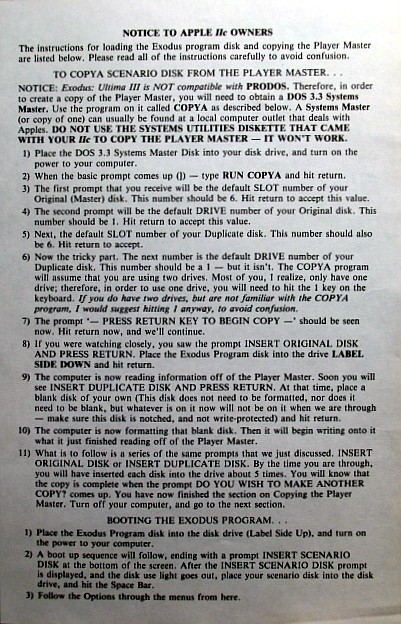 NOTICE TO APPLE IIc OWNERS
The instructions for loading the Exodus program disk and copying the Player Master
are listed below. Please read all of the instructions carefully to avoid confusion.
TO COPYA SCENARIO DISK FROM THE PLAYER MASTER. . .
NOTICE: Exodus: Ultima III is NOT compatible with PRODOS. Therefore, in
order to create a copy of the Player Master, you will need to obtain a DOS 3.3 Systems
Master. Use the program on it called COPYA as described below. A Systems Master
(or copy of one) can usually be found at a local computer outlet that deals with
Apples. DO NOT USE THE SYSTEMS UTILITIES DISKETTE THAT CAME
WITH YOUR IIc TO COPY THE PLAYER MASTER — IT WON'T WORK.
1) Place the DOS 3.3 Systems Master Disk into your disk drive, and turn on the
power to your computer.
2) When the basic prompt comes up (]) — type RUN COPYA and hit return.
3) The first prompt that you receive will be the default SLOT number of your
Original (Master) disk. This number should be 6. Hit return to accept this value.
4) The second prompt will be the default DRIVE number of your Original disk. This
number should be 1. Hit return to accept this value.
5) Next, the default SLOT number of your Duplicate disk. This number should also
be 6. Hit return to accept.
6) Now the tricky part. The next number is the default DRIVE number of your
Duplicate disk. This number should be a 1 — but it isn't. The COPYA program
will assume that you are using two drives. Most of you, I realize, only have one
drive; therefore, in order to use one drive, you will need to hit the 1 key on the
keyboard. If you do have two drives, but are not familiar with the COPYA
program, I would suggest hitting 1 anyway, to avoid confusion.
7) The prompt '— PRESS RETURN KEY TO BEGIN COPY —' should be seen
now. Hit return now, and we'll continue.
8) If you were watching closely, you saw the prompt INSERT ORIGINAL DISK
AND PRESS RETURN. Place the Exodus Program disk into the drive LABEL
SIDE DOWN and hit return.
9) The computer is now reading information off of the Player Master. Soon you will
see INSERT DUPLICATE DISK AND PRESS RETURN. At that time, place a
blank disk of your own (This disk does not need to be formatted, nor does it
need to be blank, but whatever is on it now will not be on it when we are through
— make sure this disk is notched, and not write-protected) and hit return.
10) The computer is now formatting that blank disk. Then it will begin writing onto it
what it just finished reading off of the Player Master.
11) What is to follow is a series of the same prompts that we just discussed. INSERT
ORIGINAL DISK or INSERT DUPLICATE DISK. By the time you are through,
you will have inserted each disk into the drive about 5 times. You will know that
the copy is complete when the prompt DO YOU WISH TO MAKE ANOTHER
COPY? comes up. You have now finished the section on Copying the Player
Master. Turn off your computer, and go to the next section.
BOOTING THE EXODUS PROGRAM. . .
1) Place the Exodus Program disk into the disk drive (Label Side Up), and turn on
the power to your computer.
2) A boot up sequence will follow, ending with a prompt INSERT SCENARIO
DISK at the bottom of the screen. After the INSERT SCENARIO DISK prompt
is displayed, and the disk use light goes out, place your scenario disk into the disk
drive, and hit the Space Bar.
3) Follow the Options through the menus from here.